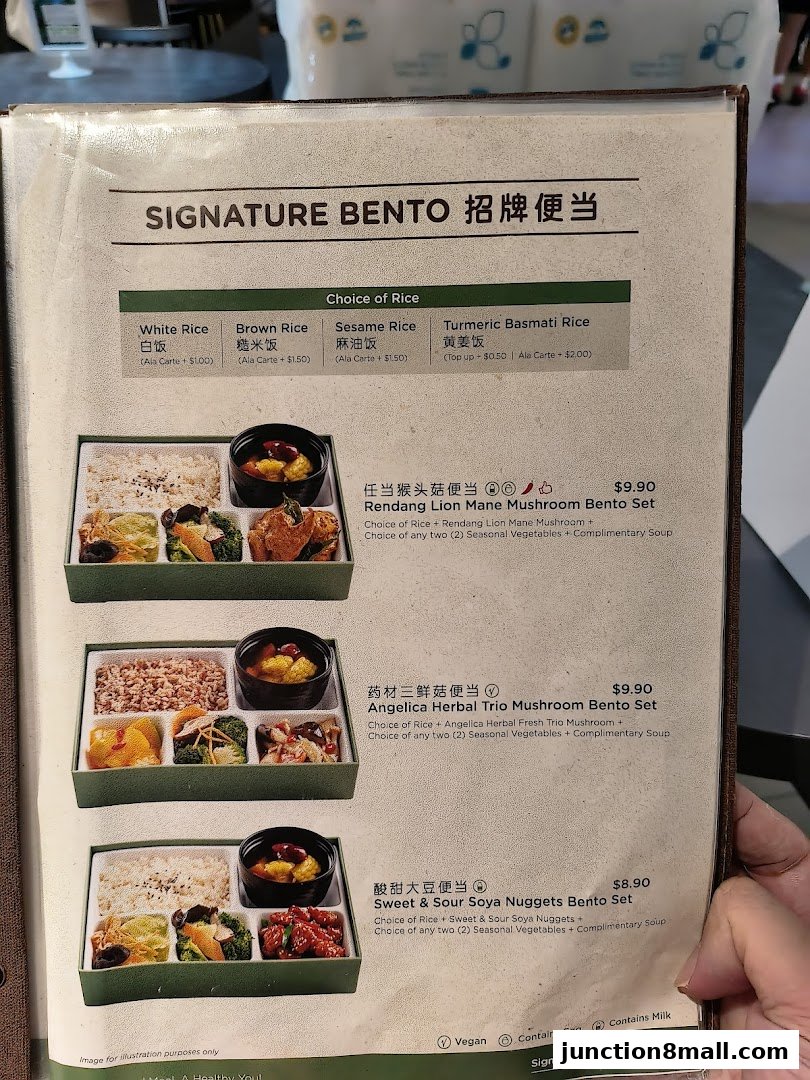 SIGNATURE BENTO 招牌便当
Choice of Rice
White Rice
白饭
(Ala Carte + $1.00)
Brown Rice
糙米饭
(Ala Carte + $1.50)
Sesame Rice
麻油饭
(Ala Carte + $1.50)
Turmeric Basmati Rice
黄姜饭
(Top up + $0.50 | Ala Carte + $2.00)
任当猴头菇便当 $9.90
Rendang Lion Mane Mushroom Bento Set
Choice of Rice + Rendang Lion Mane Mushroom +
Choice of any two (2) Seasonal Vegetables + Complimentary Soup
药材三鲜菇便当 $9.90
Angelica Herbal Trio Mushroom Bento Set
Choice of Rice + Angelica Herbal Fresh Trio Mushroom +
Choice of any two (2) Seasonal Vegetables + Complimentary Soup
酸甜大豆便当 $8.90
Sweet & Sour Soya Nuggets Bento Set
Choice of Rice + Sweet & Sour Soya Nuggets +
Choice of any two (2) Seasonal Vegetables + Complimentary Soup
Vegan Contains Milk
Image for illustration purposes only
A Healthy You!
junction8mall.com